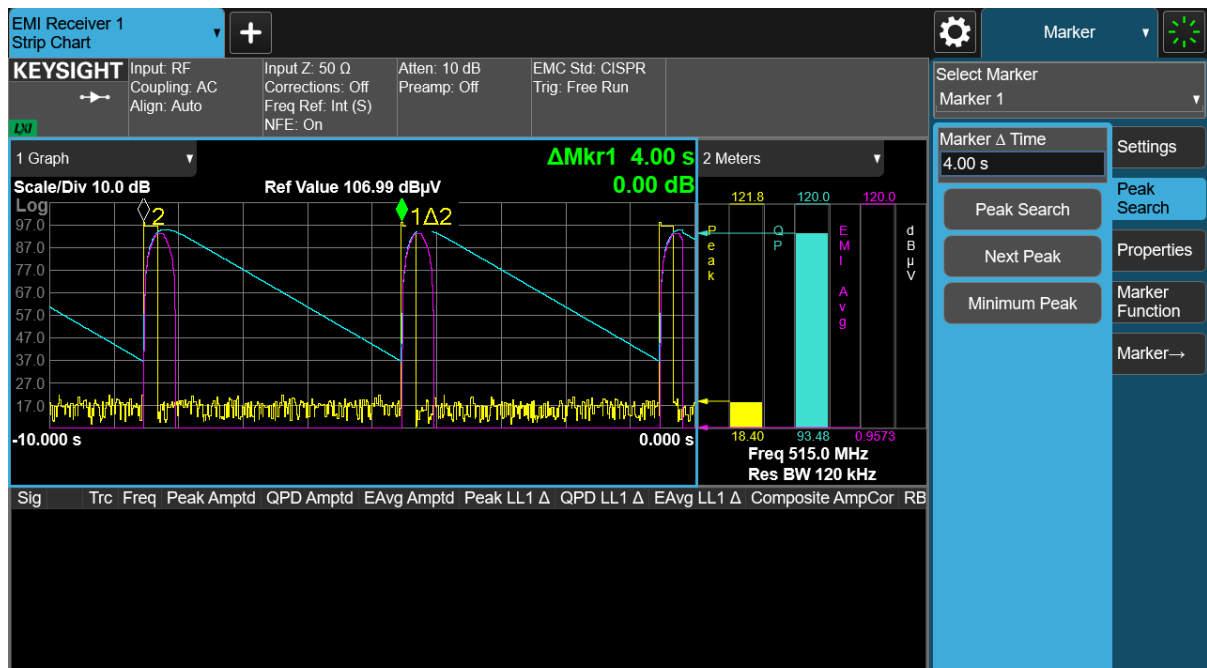 EMI Receiver 1
Strip Chart
+
Marker
KEYSIGHT
LXI
Input: RF
Coupling: AC
Align: Auto
Input Z: 50 Ω
Corrections: Off
Freq Ref: Int (S)
NFE: On
Atten: 10 dB
Preamp: Off
EMC Std: CISPR
Trig: Free Run
Select Marker
Marker 1
1 Graph
ΔMkr1 4.00 s
0.00 dB
Scale/Div 10.0 dB
Ref Value 106.99 dBµV
Log
97.0
87.0
77.0
67.0
57.0
47.0
37.0
27.0
17.0
2
1Δ2
-10.000 s
0.000 s
2 Meters
121.8 120.0 120.0
Peak
QP
EMI Avg
dBµV
18.40 93.48 0.9573
Freq 515.0 MHz
Res BW 120 kHz
Marker Δ Time
4.00 s
Peak Search
Next Peak
Minimum Peak
Settings
Peak
Search
Properties
Marker
Function
Marker→
Sig Trc Freq Peak Amptd QPD Amptd EAvg Amptd Peak LL1 Δ QPD LL1 Δ EAvg LL1 Δ Composite AmpCor RB